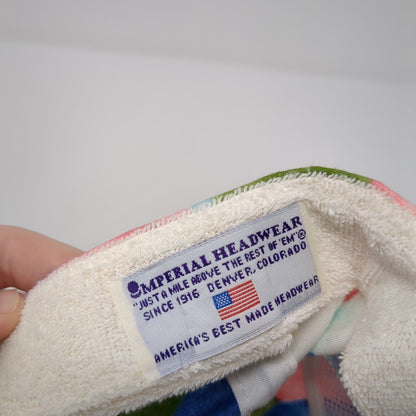 IMPERIAL HEADWEAR
"JUST A MILE ABOVE THE REST OF 'EM"®
SINCE 1916 DENVER, COLORADO
AMERICA'S BEST MADE HEADWEAR